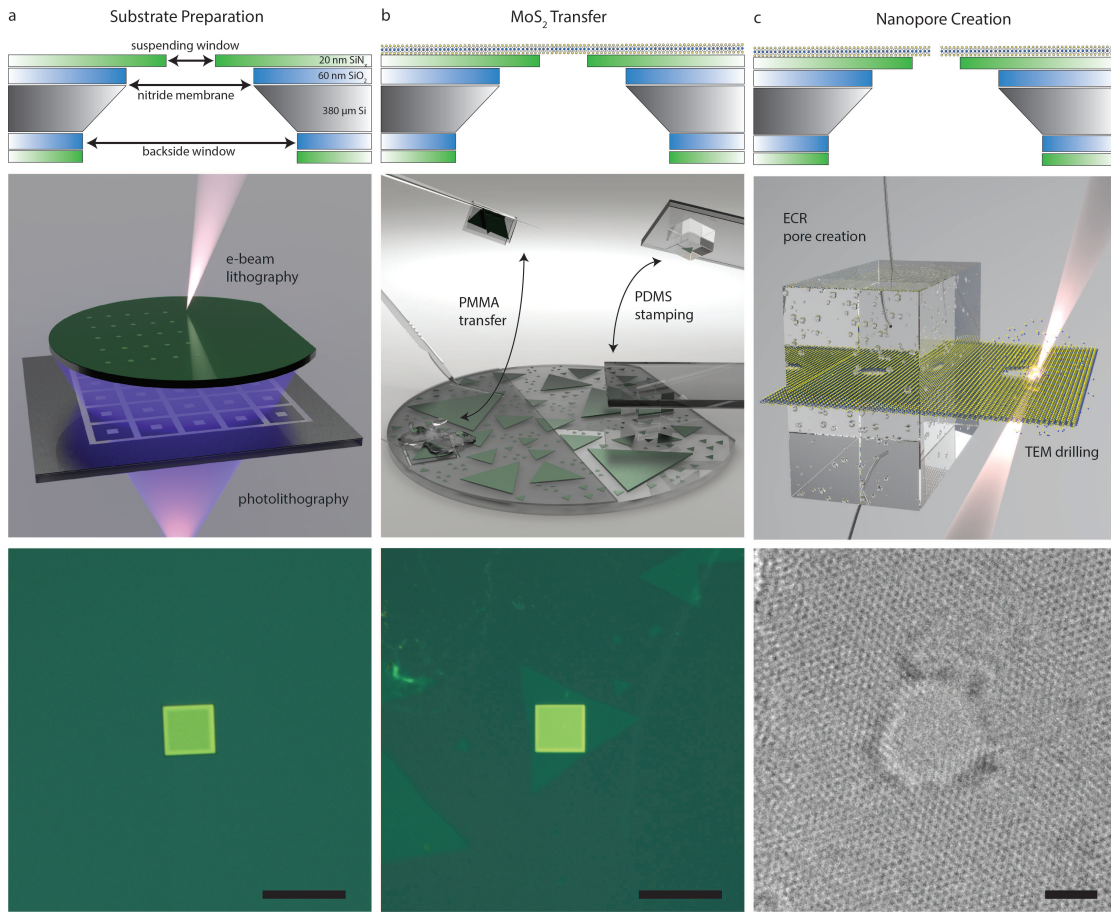 a
Substrate Preparation
suspending window
20 nm SiNₓ
60 nm SiO₂
nitride membrane
380 µm Si
backside window
e-beam
lithography
photolithography
b
MoS₂ Transfer
PMMA
transfer
PDMS
stamping
c
Nanopore Creation
ECR
pore creation
TEM drilling